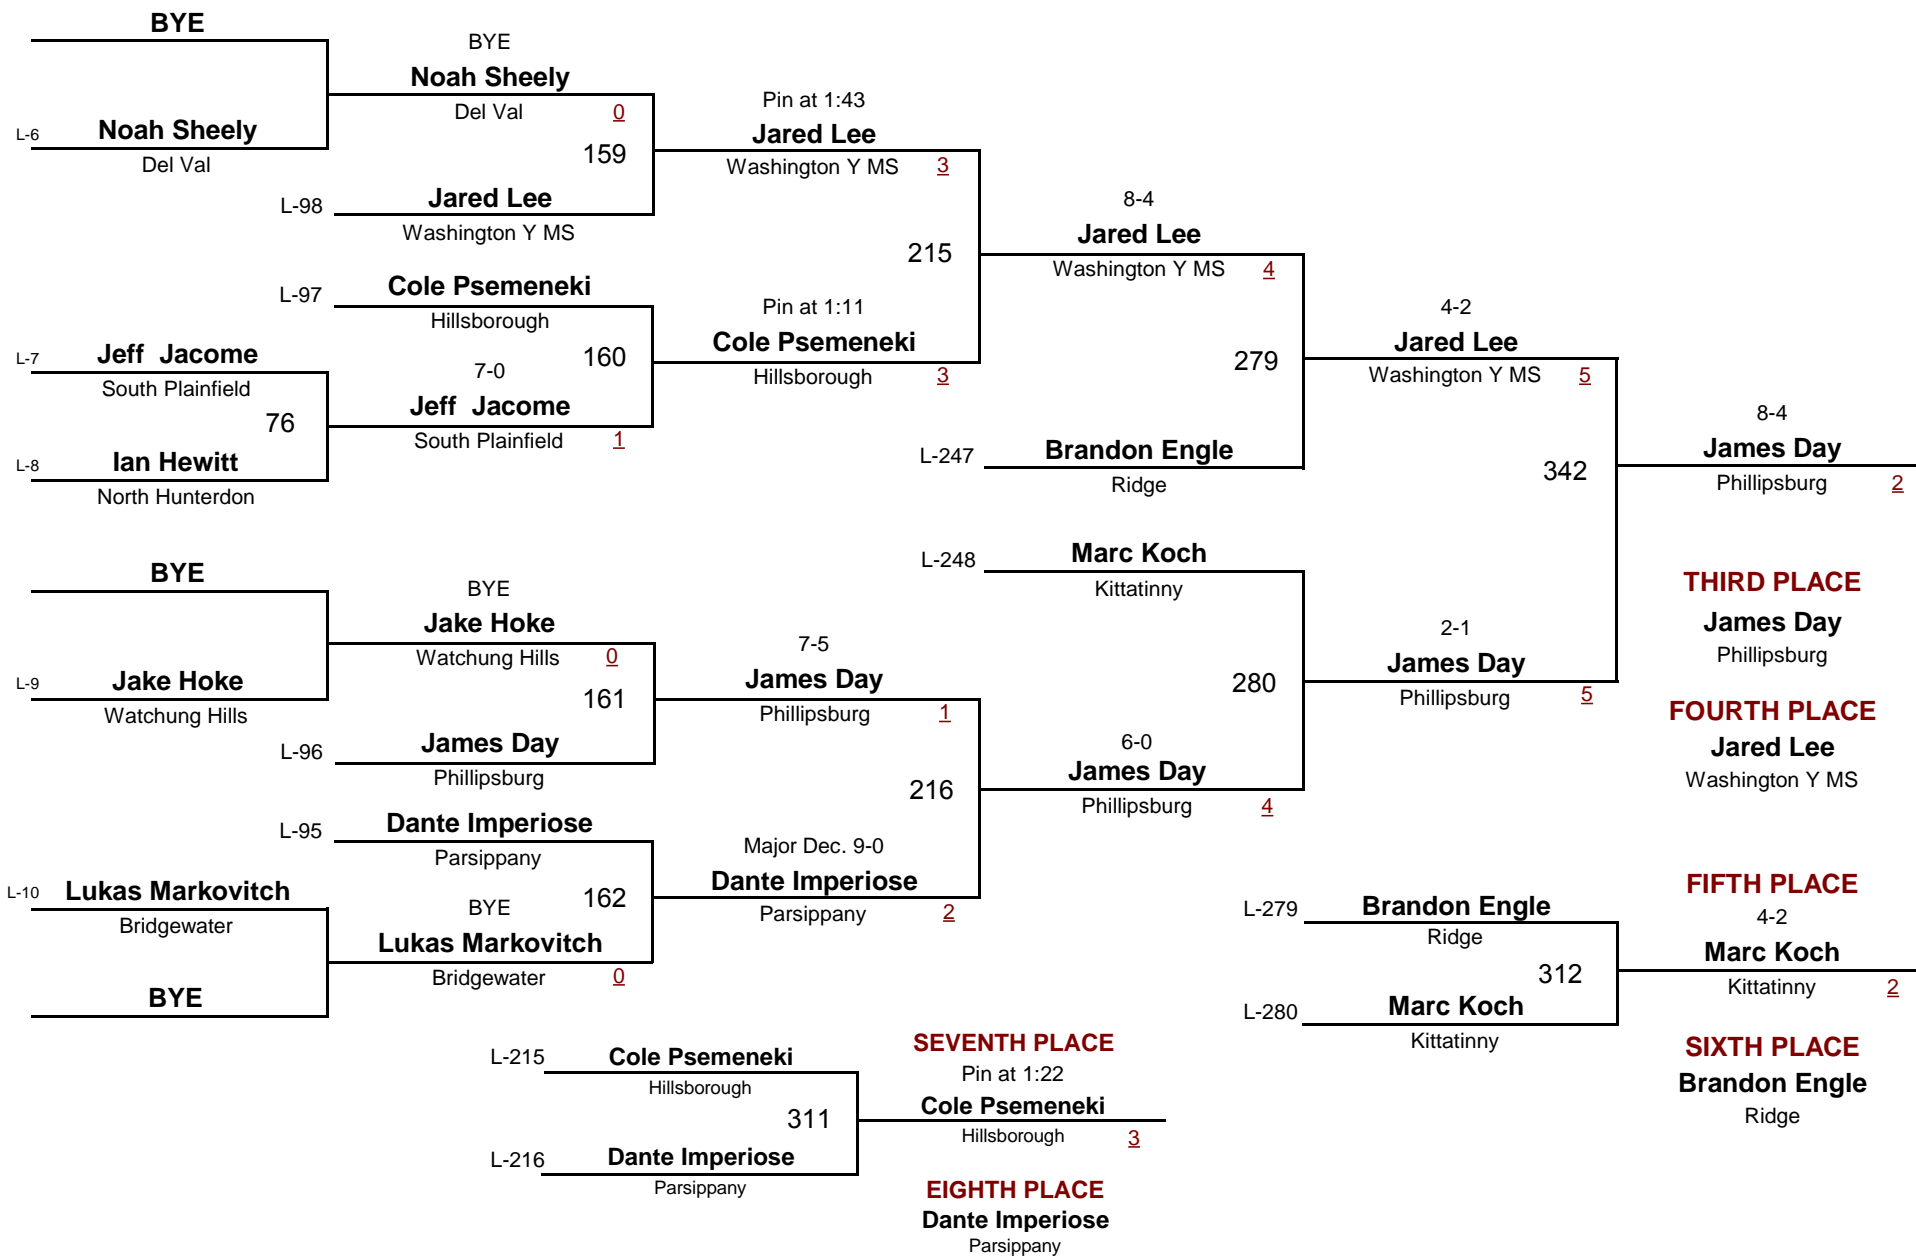 BYE
L-6
Noah Sheely
Del Val
BYE
Noah Sheely
Del Val
0
159
L-98
Jared Lee
Washington Y MS
Pin at 1:43
Jared Lee
Washington Y MS
3
L-97
Cole Psemeneki
Hillsborough
L-7
Jeff Jacome
South Plainfield
76
L-8
Ian Hewitt
North Hunterdon
7-0
Jeff Jacome
South Plainfield
1
160
Pin at 1:11
Cole Psemeneki
Hillsborough
3
215
8-4
Jared Lee
Washington Y MS
4
279
L-247
Brandon Engle
Ridge
4-2
Jared Lee
Washington Y MS
5
342
8-4
James Day
Phillipsburg
2
BYE
L-9
Jake Hoke
Watchung Hills
BYE
Jake Hoke
Watchung Hills
0
161
L-96
James Day
Phillipsburg
7-5
James Day
Phillipsburg
1
L-95
Dante Imperiose
Parsippany
L-10
Lukas Markovitch
Bridgewater
BYE
BYE
Lukas Markovitch
Bridgewater
0
162
Major Dec. 9-0
Dante Imperiose
Parsippany
2
216
L-248
Marc Koch
Kittatinny
6-0
James Day
Phillipsburg
4
280
2-1
James Day
Phillipsburg
5
THIRD PLACE
James Day
Phillipsburg
FOURTH PLACE
Jared Lee
Washington Y MS
L-279
Brandon Engle
Ridge
312
L-280
Marc Koch
Kittatinny
FIFTH PLACE
4-2
Marc Koch
Kittatinny
2
SIXTH PLACE
Brandon Engle
Ridge
L-215
Cole Psemeneki
Hillsborough
311
L-216
Dante Imperiose
Parsippany
SEVENTH PLACE
Pin at 1:22
Cole Psemeneki
Hillsborough
3
EIGHTH PLACE
Dante Imperiose
Parsippany